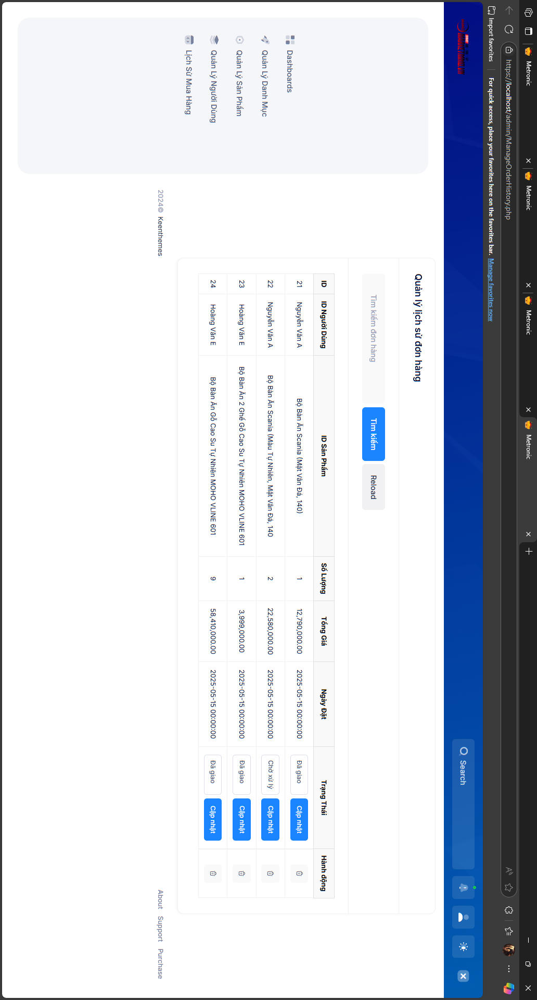 Metronic
Metronic
Metronic
Metronic
https://localhost/admin/ManageOrderHistory.php
Import favorites
For quick access, place your favorites here on the favorites bar. Manage favorites now
Search
Dashboards
Quản Lý Danh Mục
Quản Lý Sản Phẩm
Quản Lý Người Dùng
Lịch Sử Mua Hàng
Quản lý lịch sử đơn hàng
Tìm kiếm đơn hàng Tìm kiếm Reload
ID ID Người Dùng ID Sản Phẩm Số Lượng Tổng Giá Ngày Đặt Trạng Thái Hành động
21 Nguyễn Văn A Bộ Bàn Ăn Scania (Mặt Vân Đá, 140) 1 12,790,000.00 2025-05-15 00:00:00 Đã giao Cập nhật
22 Nguyễn Văn A Bộ Bàn Ăn Scania (Màu Tự Nhiên, Mặt Vân Đá, 140 2 22,580,000.00 2025-05-15 00:00:00 Chờ xử lý Cập nhật
23 Hoàng Văn E Bộ Bàn Ăn 2 Ghế Gỗ Cao Su Tự Nhiên MOHO VLINE 601 1 3,999,000.00 2025-05-15 00:00:00 Đã giao Cập nhật
24 Hoàng Văn E Bộ Bàn Ăn Gỗ Cao Su Tự Nhiên MOHO VLINE 601 9 58,410,000.00 2025-05-15 00:00:00 Đã giao Cập nhật
2024© Keenthemes
About Support Purchase